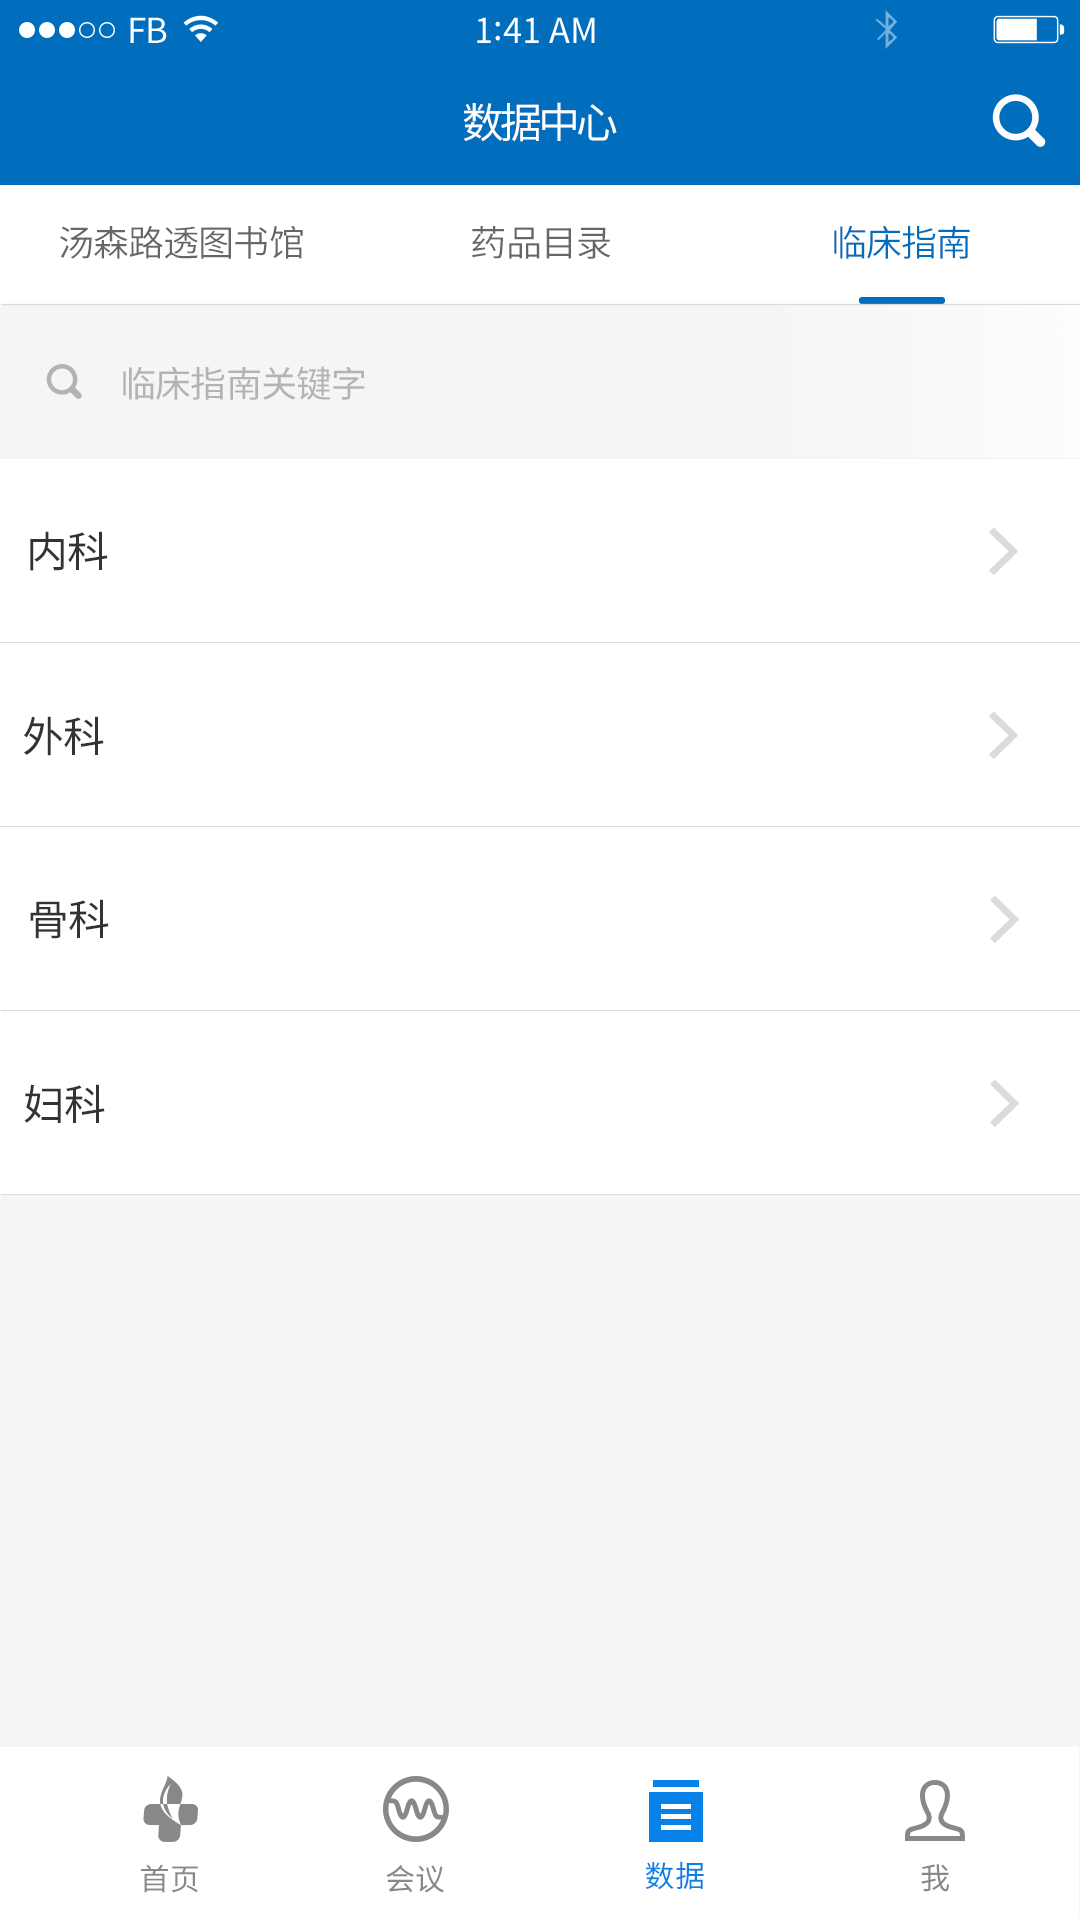 FB 1:41 AM
数据中心
汤森路透图书馆 药品目录 临床指南
临床指南关键字
内科
外科
骨科
妇科
首页 会议 数据 我